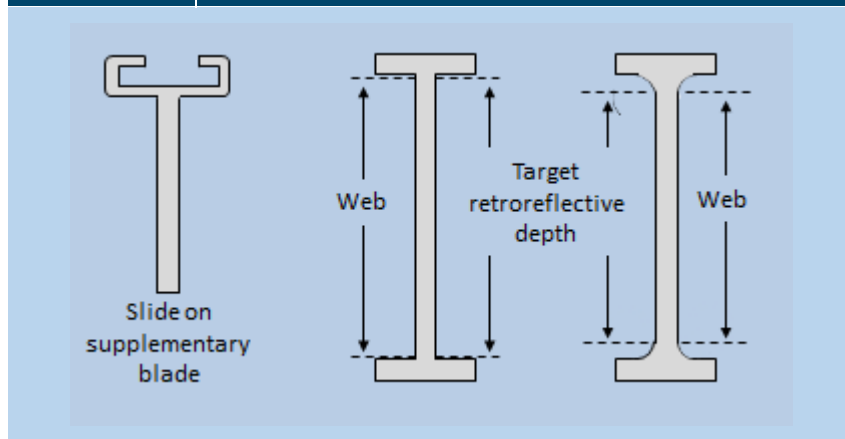 Slide on
supplementary
blade
Web
Target
retroreflective
depth
Web